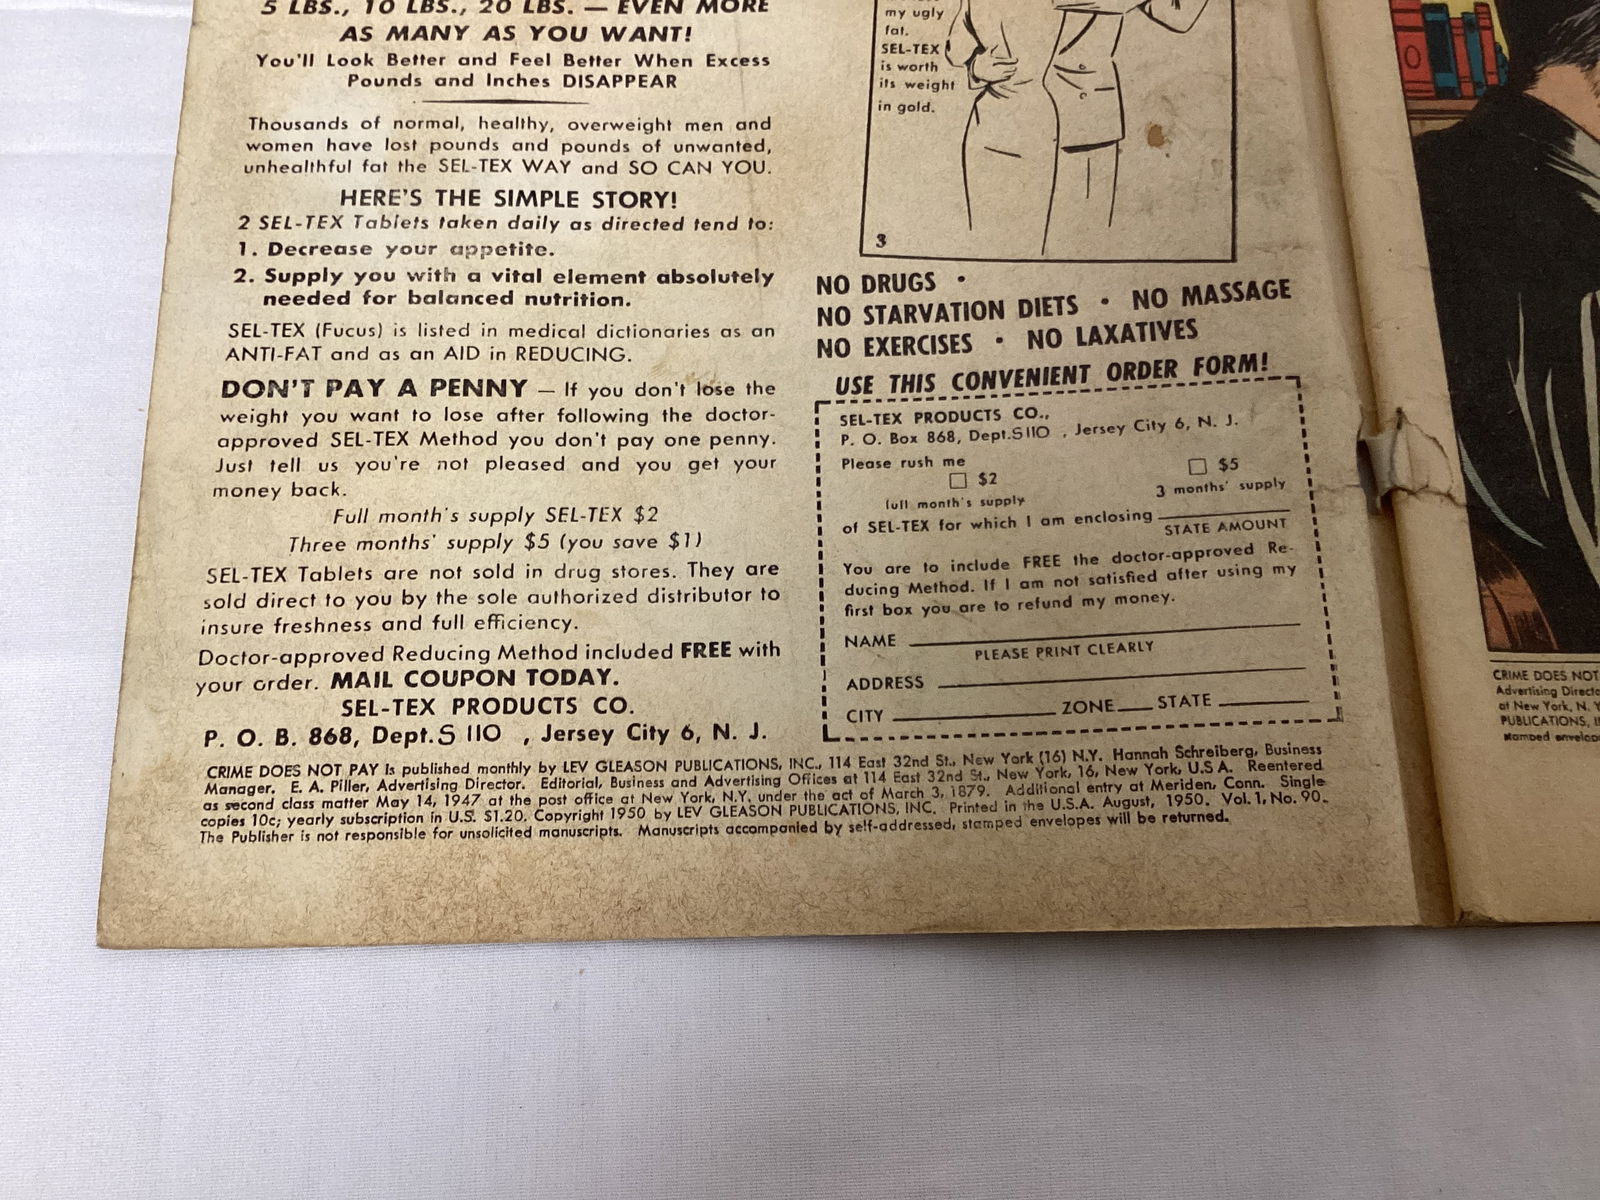 5 LBS., 10 LBS., 20 LBS. — EVEN MORE
AS MANY AS YOU WANT!
You'll Look Better and Feel Better When Excess
Pounds and Inches DISAPPEAR
Thousands of normal, healthy, overweight men and
women have lost pounds and pounds of unwanted,
unhealthful fat the SEL-TEX WAY and SO CAN YOU.
HERE'S THE SIMPLE STORY!
2 SEL-TEX Tablets taken daily as directed tend to:
1. Decrease your appetite.
2. Supply you with a vital element absolutely
needed for balanced nutrition.
SEL-TEX (Fucus) is listed in medical dictionaries as an
ANTI-FAT and as an AID in REDUCING.
DON'T PAY A PENNY — If you don't lose the
weight you want to lose after following the doctor-
approved SEL-TEX Method you don't pay one penny.
Just tell us you're not pleased and you get your
money back.
Full month's supply SEL-TEX $2
Three months' supply $5 (you save $1)
SEL-TEX Tablets are not sold in drug stores. They are
sold direct to you by the sole authorized distributor to
insure freshness and full efficiency.
Doctor-approved Reducing Method included FREE with
your order. MAIL COUPON TODAY.
SEL-TEX PRODUCTS CO.
P. O. B. 868, Dept. S 110 , Jersey City 6, N. J.
my ugly
fat.
SEL-TEX
is worth
its weight
in gold.
3
NO DRUGS •
NO STARVATION DIETS • NO MASSAGE
NO EXERCISES • NO LAXATIVES
USE THIS CONVENIENT ORDER FORM!
SEL-TEX PRODUCTS CO.,
P. O. Box 868, Dept. S110 , Jersey City 6, N. J.
Please rush me
$2 $5
full month's supply 3 months' supply
of SEL-TEX for which I am enclosing
STATE AMOUNT
You are to include FREE the doctor-approved Re-
ducing Method. If I am not satisfied after using my
first box you are to refund my money.
NAME
PLEASE PRINT CLEARLY
ADDRESS
CITY ZONE STATE
CRIME DOES NOT PAY is published monthly by LEV GLEASON PUBLICATIONS, INC., 114 East 32nd St., New York (16) N.Y. Hannah Schreiberg, Business
Manager. E. A. Piller, Advertising Director. Editorial, Business and Advertising Offices at 114 East 32nd St., New York, 16, New York, U.S.A. Reentered
as second class matter May 14, 1947 at the post office at New York, N.Y. under the act of March 3, 1879. Additional entry at Meriden, Conn. Single
copies 10c; yearly subscription in U.S. $1.20. Copyright 1950 by LEV GLEASON PUBLICATIONS, INC. Printed in the U.S.A. August, 1950. Vol. 1, No. 90.
The Publisher is not responsible for unsolicited manuscripts. Manuscripts accompanied by self-addressed, stamped envelopes will be returned.
CRIME DOES NOT
Advertising Directo
at New York, N. Y
PUBLICATIONS, I
stamped envelop